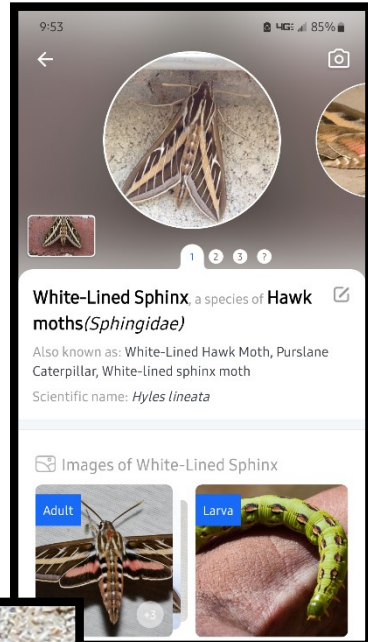 9:53
4G 85%
1 2 3 ?
White-Lined Sphinx, a species of Hawk
moths(Sphingidae)
Also known as: White-Lined Hawk Moth, Purslane
Caterpillar, White-lined sphinx moth
Scientific name: Hyles lineata
Images of White-Lined Sphinx
Adult
Larva
+3